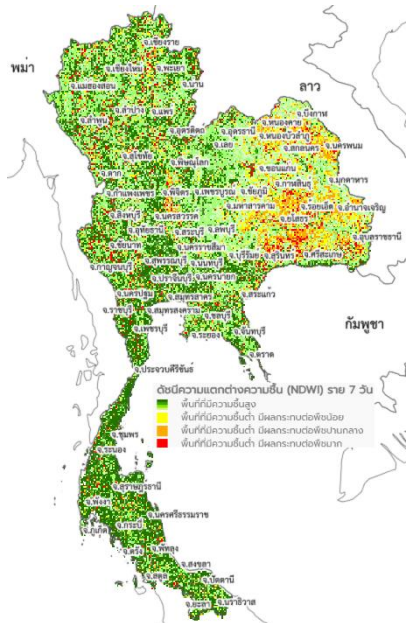 จ.เชียงราย
พม่า
จ.เชียงใหม่
จ.พะเยา
ลาว
จ.แม่ฮ่องสอน
จ.น่าน
จ.ลำปาง
จ.แพร่
จ.บึงกาฬ
จ.ลำพูน
จ.อุตรดิตถ์
จ.อุดรธานี
จ.หนองคาย
จ.หนองบัวลำภู
จ.เลย
จ.สกลนคร
จ.นครพนม
จ.สุโขทัย
จ.พิษณุโลก
จ.ตาก
จ.ขอนแก่น
จ.มุกดาหาร
จ.กำแพงเพชร
จ.พิจิตร
จ.เพชรบูรณ์
จ.ชัยภูมิ
จ.กาฬสินธุ์
จ.มหาสารคาม
จ.ร้อยเอ็ด
จ.อำนาจเจริญ
จ.สิงห์บุรี
จ.นครสวรรค์
จ.ยโสธร
จ.อุทัยธานี
จ.สระบุรี
จ.ลพบุรี
จ.อุบลราชธานี
จ.ชัยนาท
จ.นครราชสีมา
จ.บุรีรัมย์
จ.สุรินทร์
จ.ศรีสะเกษ
จ.กาญจนบุรี
จ.สุพรรณบุรี
จ.นนทบุรี
จ.ปราจีนบุรี
จ.นครนายก
จ.นครปฐม
จ.สมุทรสาคร
จ.สระแก้ว
จ.ราชบุรี
จ.สมุทรสงคราม
จ.ชลบุรี
กัมพูชา
จ.เพชรบุรี
จ.ระยอง
จ.จันทบุรี
จ.ตราด
จ.ประจวบคีรีขันธ์
ดัชนีความแตกต่างความชื้น (NDWI) ราย 7 วัน
พื้นที่ที่มีความชื้นสูง
พื้นที่ที่มีความชื้นต่ำ มีผลกระทบต่อพืชน้อย
พื้นที่ที่มีความชื้นต่ำ มีผลกระทบต่อพืชปานกลาง
พื้นที่ที่มีความชื้นต่ำ มีผลกระทบต่อพืชมาก
จ.ชุมพร
จ.ระนอง
จ.สุราษฎร์ธานี
จ.พังงา
จ.นครศรีธรรมราช
จ.ภูเก็ต
จ.กระบี่
จ.ตรัง
จ.พัทลุง
จ.สงขลา
จ.สตูล
จ.ปัตตานี
จ.ยะลา
จ.นราธิวาส